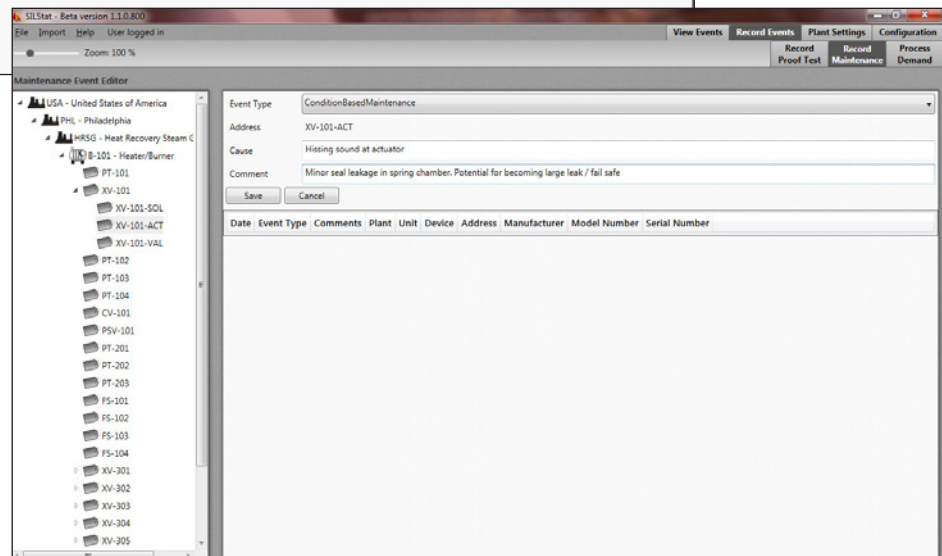 SILStat - Beta version 1.1.0.800
File Import Help User logged in
View Events Record Events Plant Settings Configuration
Zoom: 100 %
Record Proof Test Record Maintenance Process Demand
Maintenance Event Editor
USA - United States of America
PHL - Philadelphia
HRSG - Heat Recovery Steam G
B-101 - Heater/Burner
PT-101
XV-101
XV-101-SOL
XV-101-ACT
XV-101-VAL
PT-102
PT-103
PT-104
CV-101
PSV-101
PT-201
PT-202
PT-203
FS-101
FS-102
FS-103
FS-104
XV-301
XV-302
XV-303
XV-304
XV-305
Event Type ConditionBasedMaintenance
Address XV-101-ACT
Cause Hissing sound at actuator
Comment Minor seal leakage in spring chamber. Potential for becoming large leak / fail safe
Save Cancel
Date Event Type Comments Plant Unit Device Address Manufacturer Model Number Serial Number